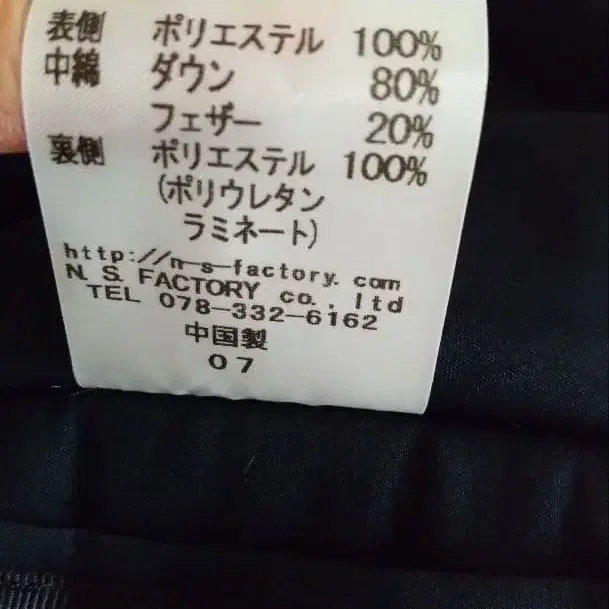 表側 ポリエステル 100%
中綿 ダウン 80%
フェザー 20%
裏側 ポリエステル 100%
(ポリウレタン
ラミネート)
http://n-s-factory.com
N.S.FACTORY co.,ltd
TEL 078-332-6162
中国製
07